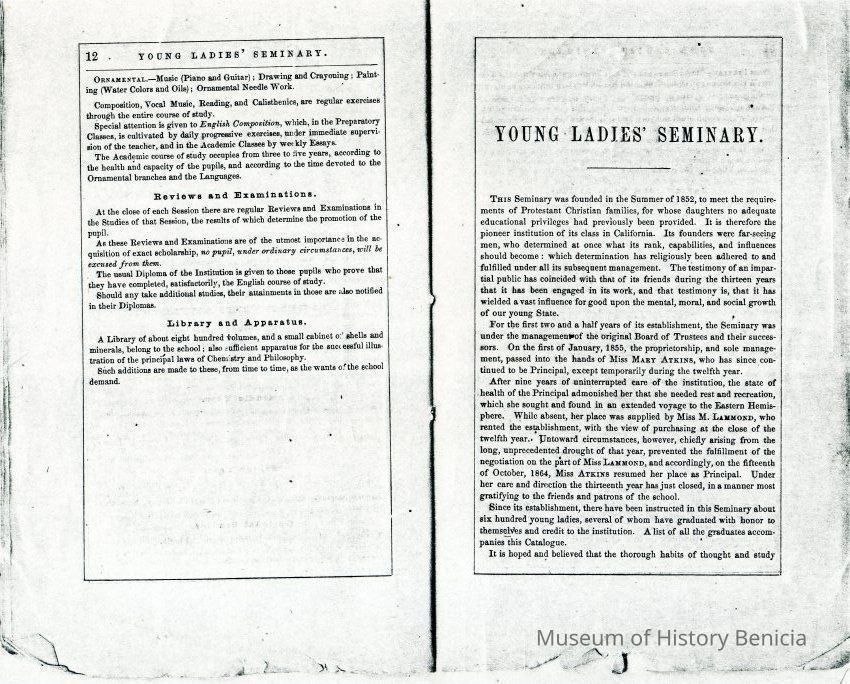 12 . YOUNG LADIES' SEMINARY.
ORNAMENTAL.—Music (Piano and Guitar); Drawing and Crayoning; Paint-
ing (Water Colors and Oils); Ornamental Needle Work.
Composition, Vocal Music, Reading, and Calisthenics, are regular exercises
through the entire course of study.
Special attention is given to English Composition, which, in the Preparatory
Classes, is cultivated by daily progressive exercises, under immediate supervi-
sion of the teacher, and in the Academic Classes by weekly Essays.
The Academic course of study occupies from three to five years, according to
the health and capacity of the pupils, and according to the time devoted to the
Ornamental branches and the Languages.
Reviews and Examinations.
At the close of each Session there are regular Reviews and Examinations in
the Studies of that Session, the results of which determine the promotion of the
pupil.
As these Reviews and Examinations are of the utmost importance in the ac-
quisition of exact scholarship, no pupil, under ordinary circumstances, will be
excused from them.
The usual Diploma of the Institution is given to those pupils who prove that
they have completed, satisfactorily, the English course of study.
Should any take additional studies, their attainments in those are also notified
in their Diplomas.
Library and Apparatus.
A Library of about eight hundred volumes, and a small cabinet of shells and
minerals, belong to the school; also sufficient apparatus for the successful illus-
tration of the principal laws of Chemistry and Philosophy.
Such additions are made to these, from time to time, as the wants of the school
demand.
YOUNG LADIES' SEMINARY.
THIS Seminary was founded in the Summer of 1852, to meet the require-
ments of Protestant Christian families, for whose daughters no adequate
educational privileges had previously been provided. It is therefore the
pioneer institution of its class in California. Its founders were far-seeing
men, who determined at once what its rank, capabilities, and influences
should become: which determination has religiously been adhered to and
fulfilled under all its subsequent management. The testimony of an impar-
tial public has coincided with that of its friends during the thirteen years
that it has been engaged in its work, and that testimony is, that it has
wielded a vast influence for good upon the mental, moral, and social growth
of our young State.
For the first two and a half years of its establishment, the Seminary was
under the management of the original Board of Trustees and their succes-
sors. On the first of January, 1855, the proprietorship, and sole manage-
ment, passed into the hands of Miss MARY ATKINS, who has since con-
tinued to be Principal, except temporarily during the twelfth year.
After nine years of uninterrupted care of the institution, the state of
health of the Principal admonished her that she needed rest and recreation,
which she sought and found in an extended voyage to the Eastern Hemis-
phere. While absent, her place was supplied by Miss M. LAMMOND, who
rented the establishment, with the view of purchasing at the close of the
twelfth year. Untoward circumstances, however, chiefly arising from the
long, unprecedented drought of that year, prevented the fulfillment of the
negotiation on the part of Miss LAMMOND, and accordingly, on the fifteenth
of October, 1864, Miss ATKINS resumed her place as Principal. Under
her care and direction the thirteenth year has just closed, in a manner most
gratifying to the friends and patrons of the school.
Since its establishment, there have been instructed in this Seminary about
six hundred young ladies, several of whom have graduated with honor to
themselves and credit to the institution. A list of all the graduates accom-
panies this Catalogue.
It is hoped and believed that the thorough habits of thought and study
Museum of History Benicia